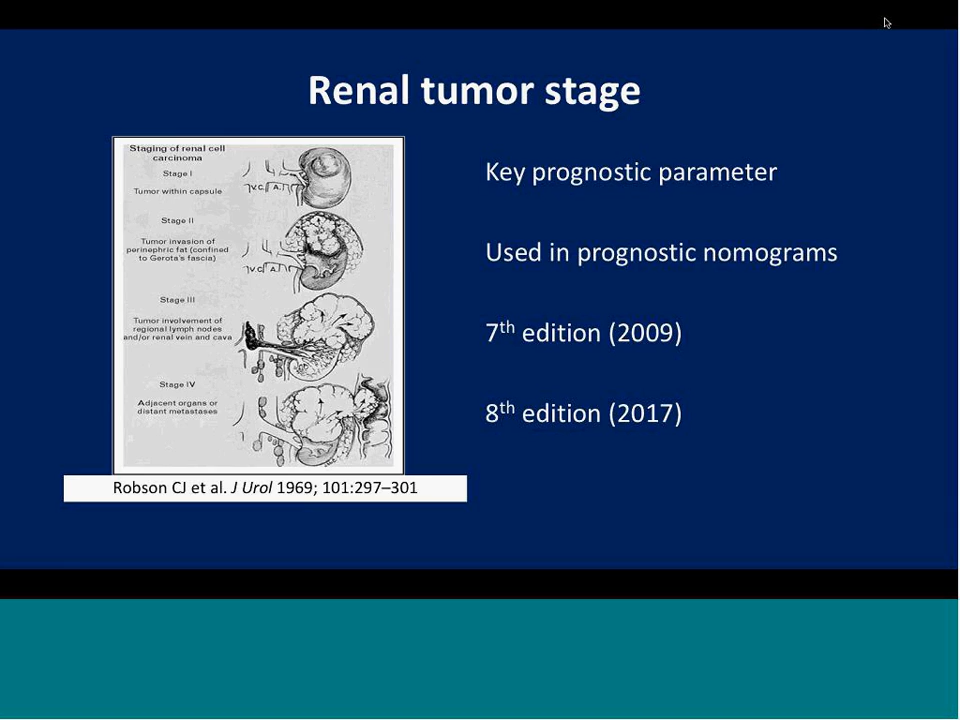 Renal tumor stage
Staging of renal cell
carcinoma
Stage I
Tumor within capsule
V.C. A.
Stage II
Tumor invasion of
perinephric fat (confined
to Gerota's fascia)
V.C. A.
Stage III
Tumor involvement of
regional lymph nodes
and/or renal vein and cava
Stage IV
Adjacent organs or
distant metastases
Robson CJ et al. J Urol 1969; 101:297–301
Key prognostic parameter
Used in prognostic nomograms
7th edition (2009)
8th edition (2017)